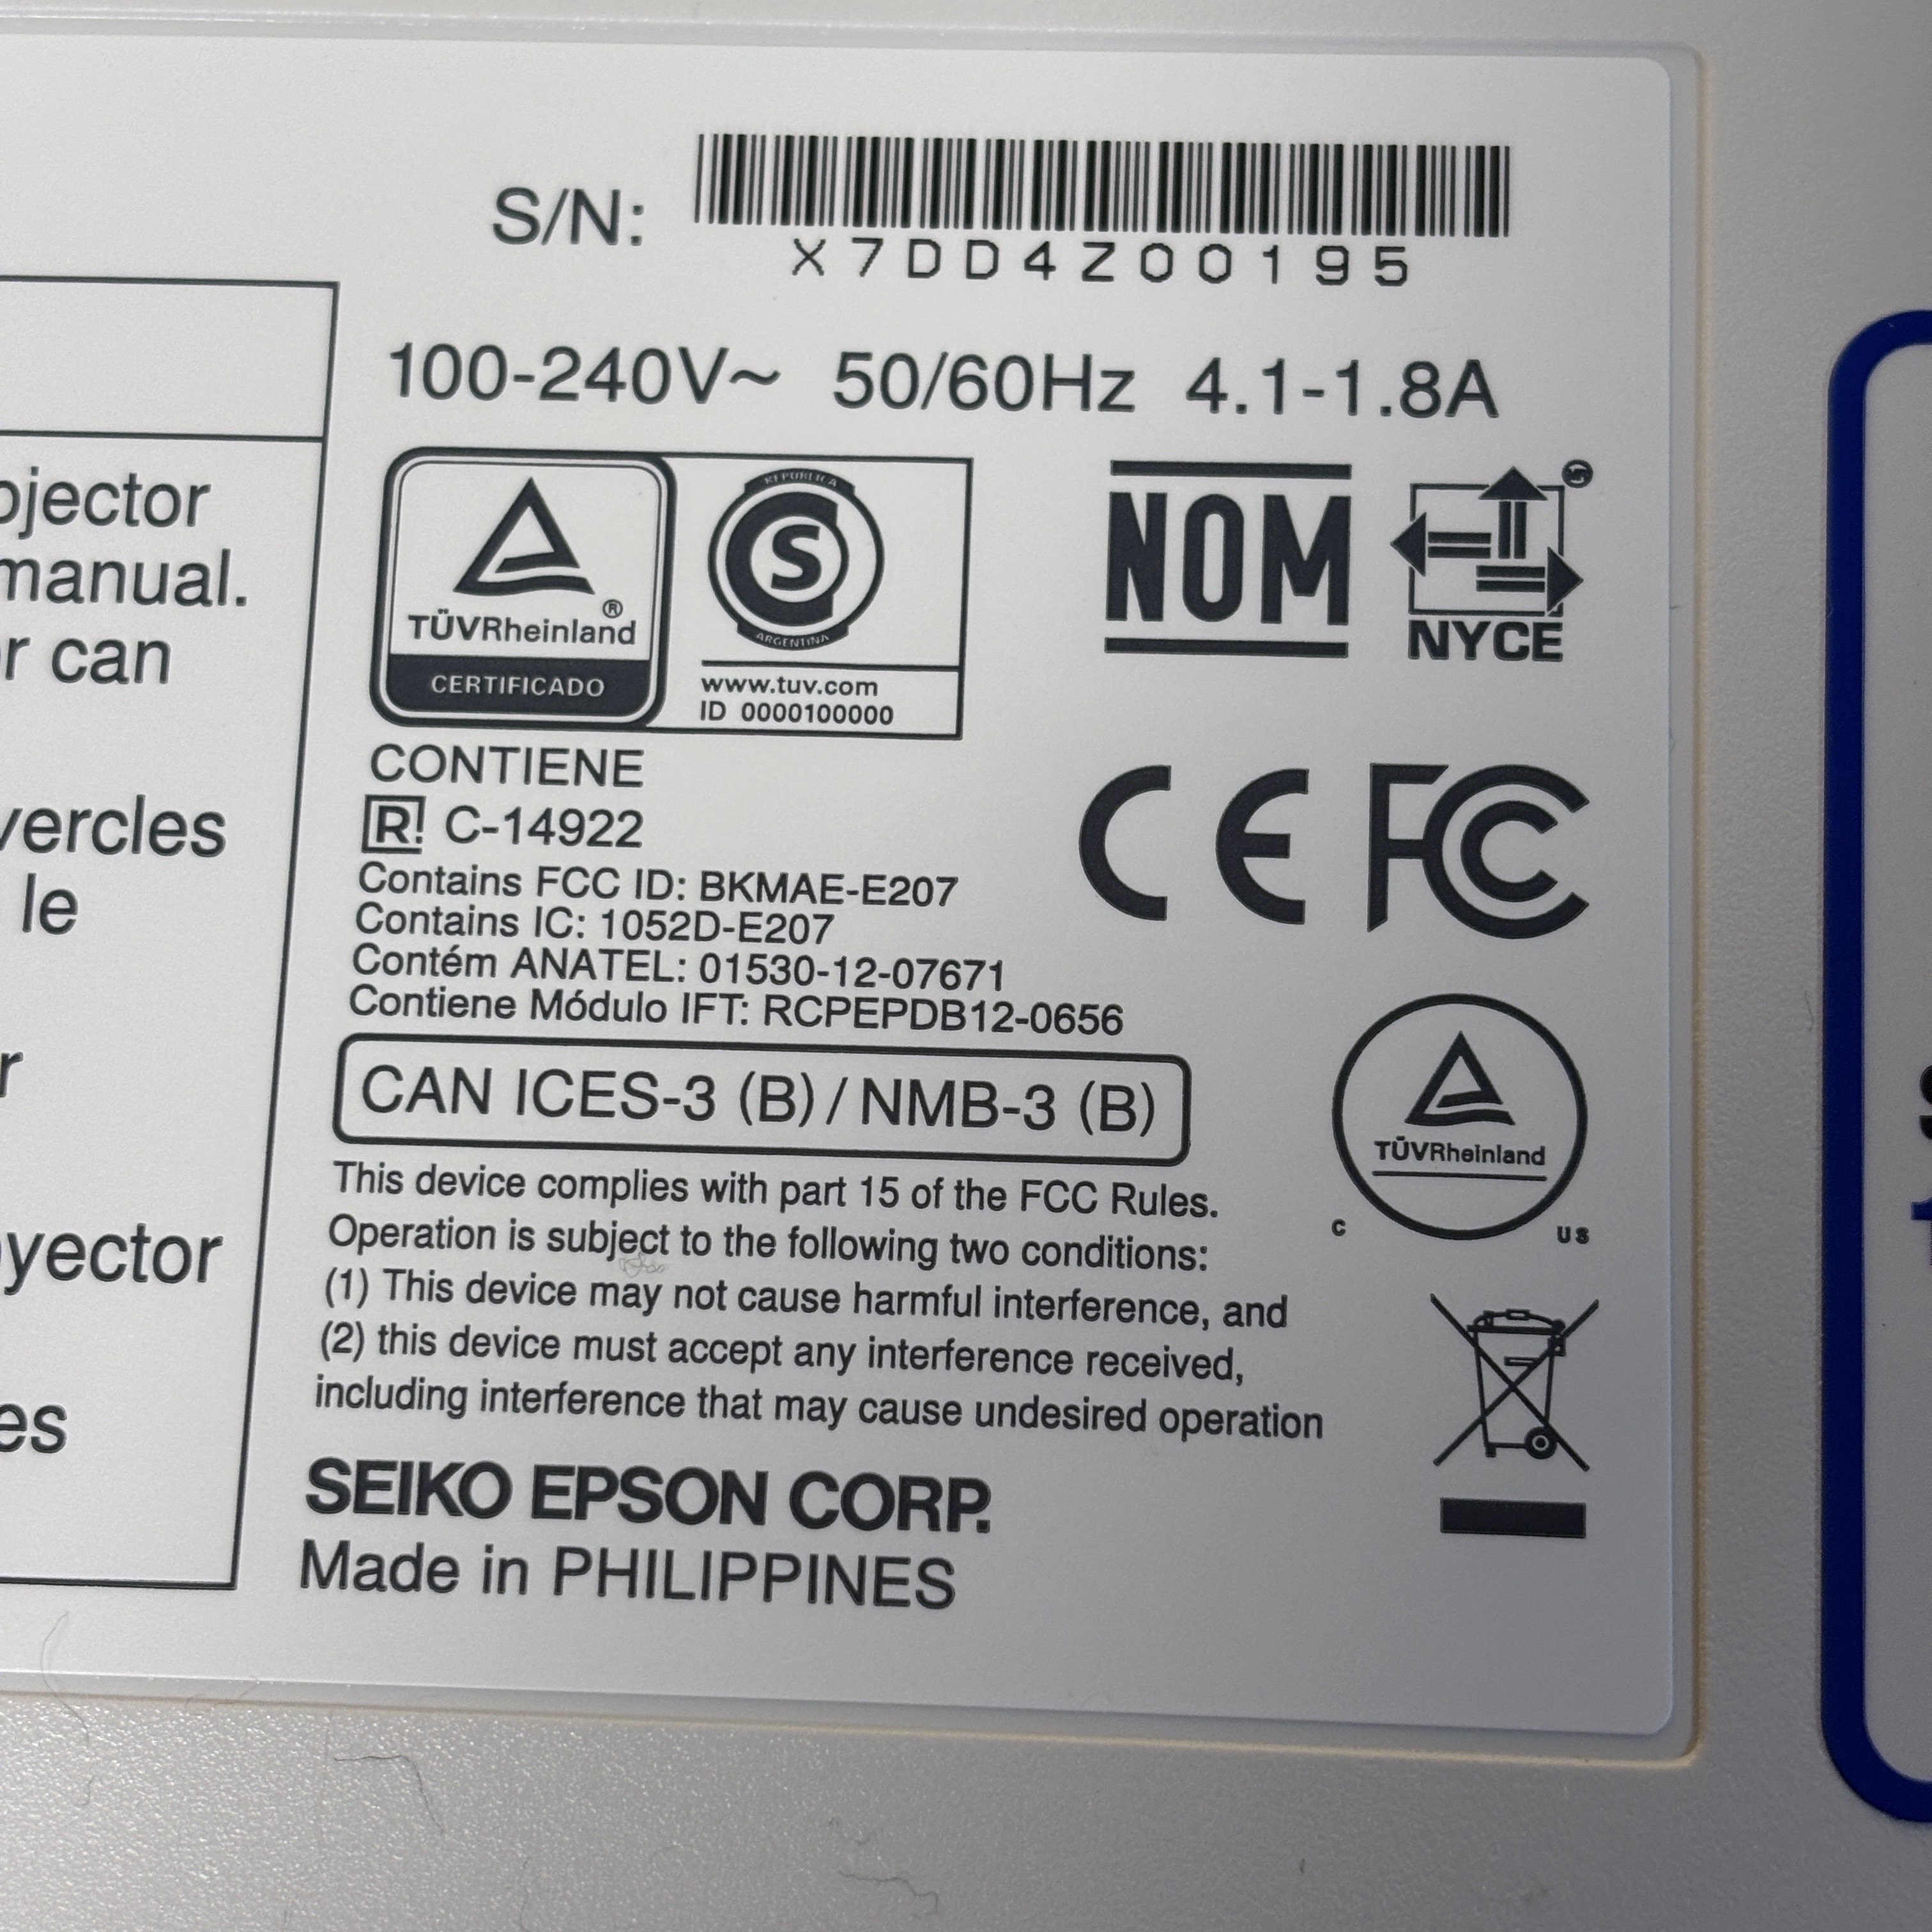 S/N:
X7DD4Z00195
100-240V~ 50/60Hz 4.1-1.8A
ojector
manual.
r can
vercles
le
r
oyector
es
TÜVRheinland®
CERTIFICADO
REPUBLICA
S
ARGENTINA
www.tuv.com
ID 0000100000
NOM
NYCE
CONTIENE
R! C-14922
Contains FCC ID: BKMAE-E207
Contains IC: 1052D-E207
Contém ANATEL: 01530-12-07671
Contiene Módulo IFT: RCPEPDB12-0656
CE FCC
CAN ICES-3 (B) / NMB-3 (B)
TÜVRheinland
C US
This device complies with part 15 of the FCC Rules.
Operation is subject to the following two conditions:
(1) This device may not cause harmful interference, and
(2) this device must accept any interference received,
including interference that may cause undesired operation
SEIKO EPSON CORP.
Made in PHILIPPINES